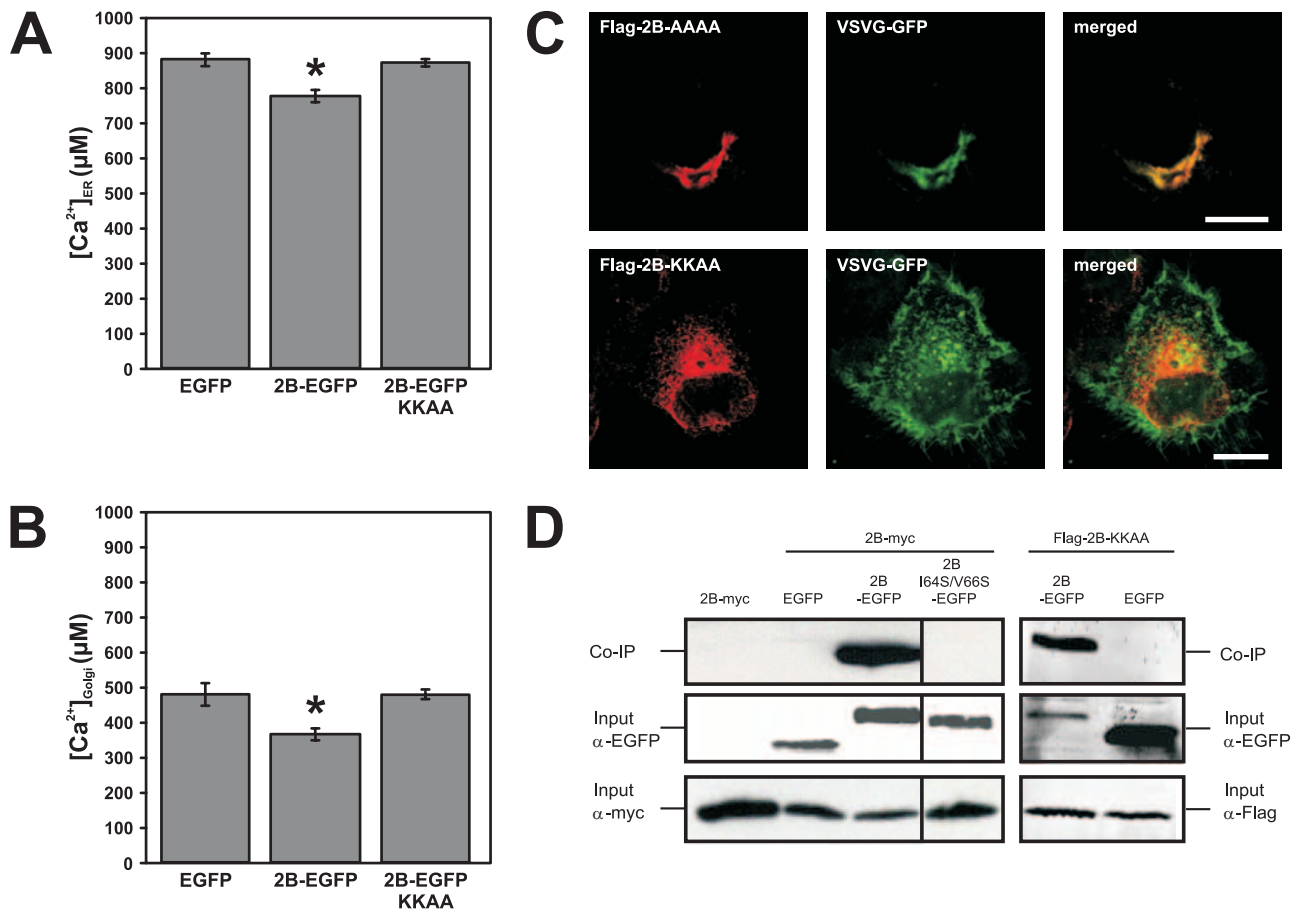 A
1000
900
800
700
600
500
400
300
200
100
0
[Ca2+]ER (µM)
*
EGFP
2B-EGFP
2B-EGFP
KKAA
B
1000
900
800
700
600
500
400
300
200
100
0
[Ca2+]Golgi (µM)
*
EGFP
2B-EGFP
2B-EGFP
KKAA
C
Flag-2B-AAAA
VSVG-GFP
merged
Flag-2B-KKAA
VSVG-GFP
merged
D
2B-myc
2B-myc
EGFP
2B
-EGFP
2B
I64S/V66S
-EGFP
Flag-2B-KKAA
2B
-EGFP
EGFP
Co-IP
Co-IP
Input
α-EGFP
Input
α-EGFP
Input
α-myc
Input
α-Flag